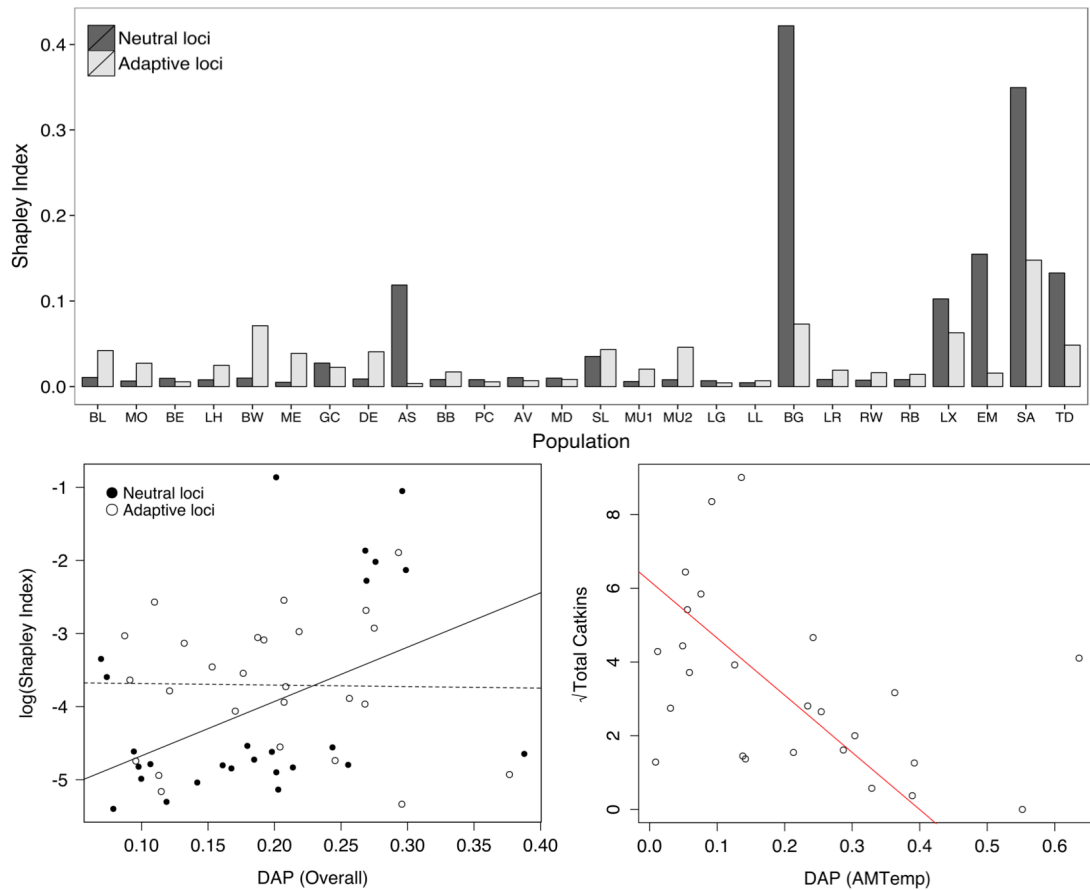 Neutral loci
Adaptive loci
0.4
0.3
0.2
0.1
0.0
Shapley Index
BL MO BE LH BW ME GC DE AS BB PC AV MD SL MU1 MU2 LG LL BG LR RW RB LX EM SA TD
Population
Neutral loci
Adaptive loci
-1
-2
-3
-4
-5
log(Shapley Index)
0.10 0.15 0.20 0.25 0.30 0.35 0.40
DAP (Overall)
8
6
4
2
0
√Total Catkins
0.0 0.1 0.2 0.3 0.4 0.5 0.6
DAP (AMTemp)